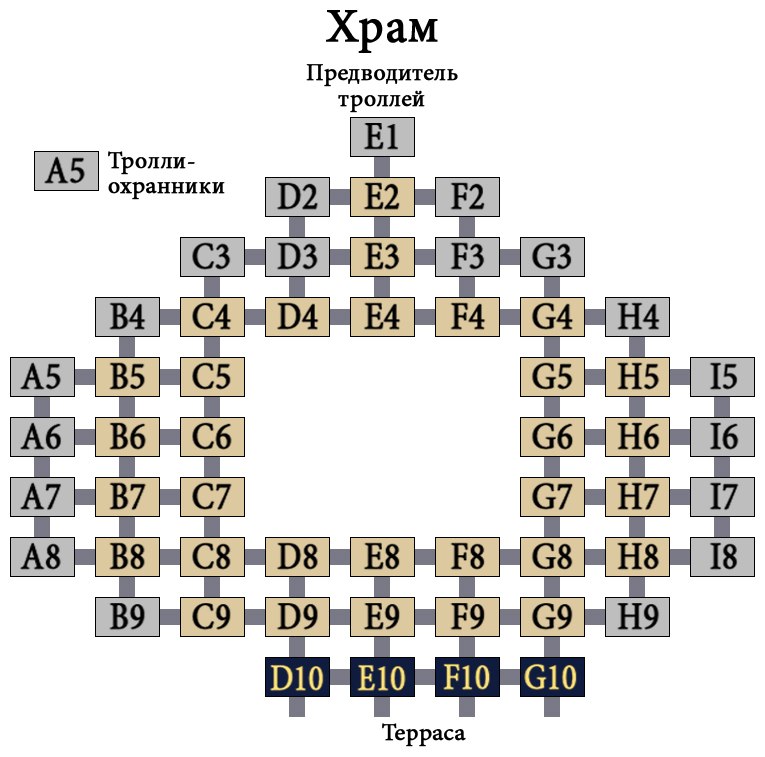 Храм
Предводитель
троллей
E1
A5 Тролли-
охранники
D2 E2 F2
C3 D3 E3 F3 G3
B4 C4 D4 E4 F4 G4 H4
A5 B5 C5 G5 H5 I5
A6 B6 C6 G6 H6 I6
A7 B7 C7 G7 H7 I7
A8 B8 C8 D8 E8 F8 G8 H8 I8
B9 C9 D9 E9 F9 G9 H9
D10 E10 F10 G10
Терраса